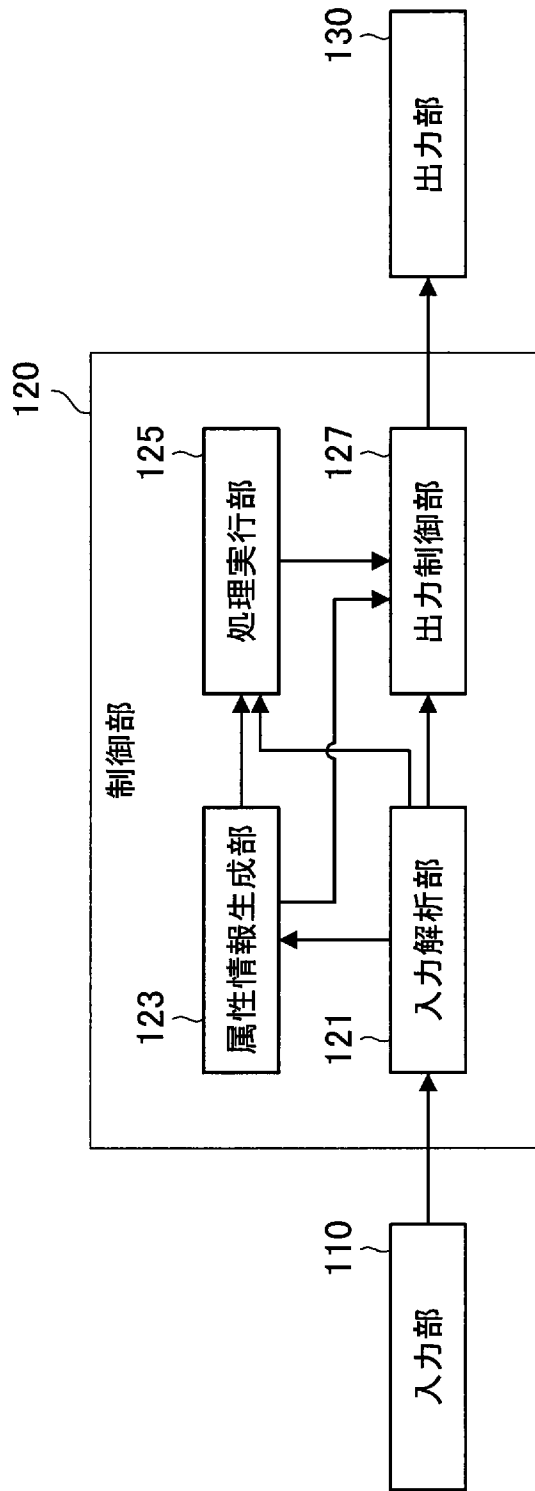 120
制御部
123
属性情報生成部
125
処理実行部
110
入力部
121
入力解析部
127
出力制御部
130
出力部